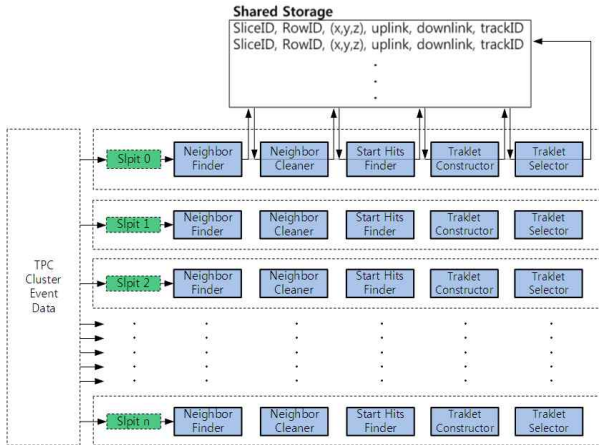 Shared Storage
SliceID, RowID, (x,y,z), uplink, downlink, trackID
SliceID, RowID, (x,y,z), uplink, downlink, trackID
TPC
Cluster
Event
Data
Slpit 0
Neighbor
Finder
Neighbor
Cleaner
Start Hits
Finder
Traklet
Constructor
Traklet
Selector
Slpit 1
Neighbor
Finder
Neighbor
Cleaner
Start Hits
Finder
Traklet
Constructor
Traklet
Selector
Slpit 2
Neighbor
Finder
Neighbor
Cleaner
Start Hits
Finder
Traklet
Constructor
Traklet
Selector
Slpit n
Neighbor
Finder
Neighbor
Cleaner
Start Hits
Finder
Traklet
Constructor
Traklet
Selector